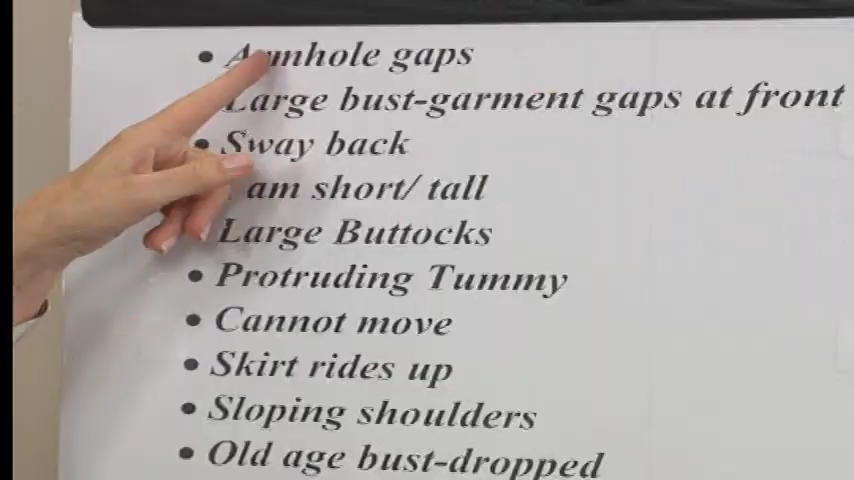 • Armhole gaps
Large bust-garment gaps at front
• Sway back
I am short/ tall
Large Buttocks
• Protruding Tummy
• Cannot move
• Skirt rides up
• Sloping shoulders
• Old age bust-dropped